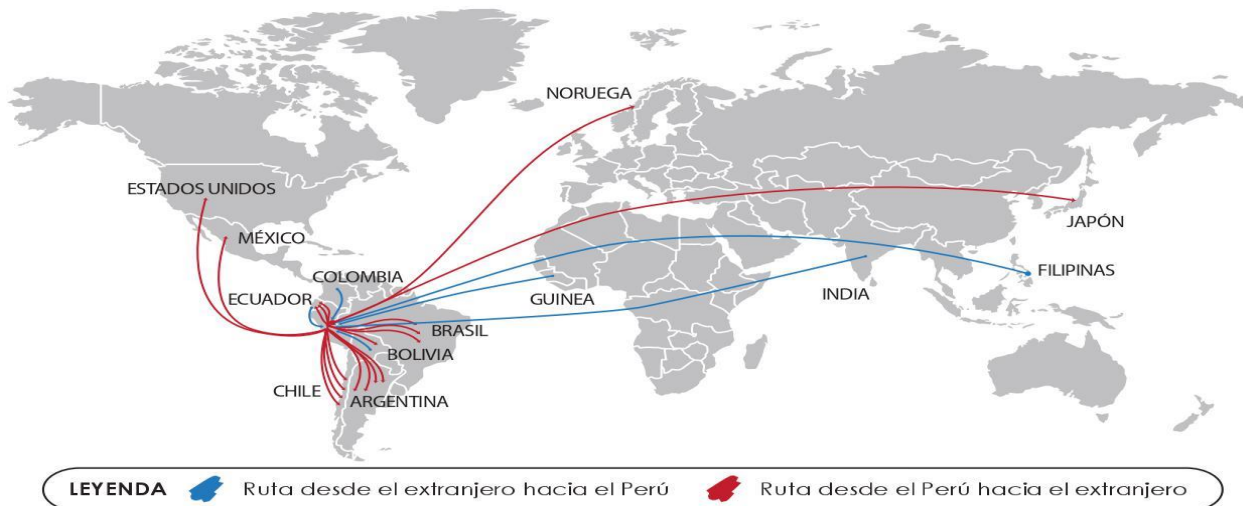 NORUEGA
ESTADOS UNIDOS
JAPÓN
MÉXICO
COLOMBIA
FILIPINAS
ECUADOR
GUINEA
INDIA
BRASIL
BOLIVIA
CHILE
ARGENTINA
LEYENDA Ruta desde el extranjero hacia el Perú Ruta desde el Perú hacia el extranjero